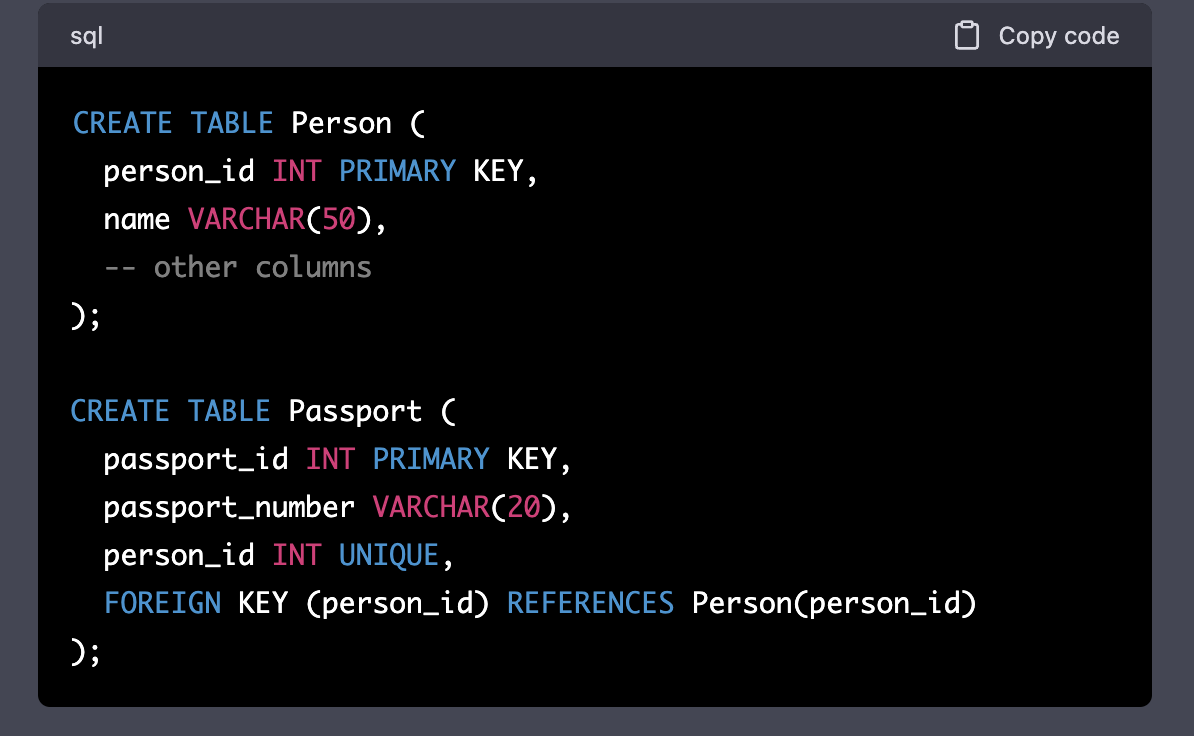 sql
Copy code
CREATE TABLE Person (
  person_id INT PRIMARY KEY,
  name VARCHAR(50),
  -- other columns
);

CREATE TABLE Passport (
  passport_id INT PRIMARY KEY,
  passport_number VARCHAR(20),
  person_id INT UNIQUE,
  FOREIGN KEY (person_id) REFERENCES Person(person_id)
);